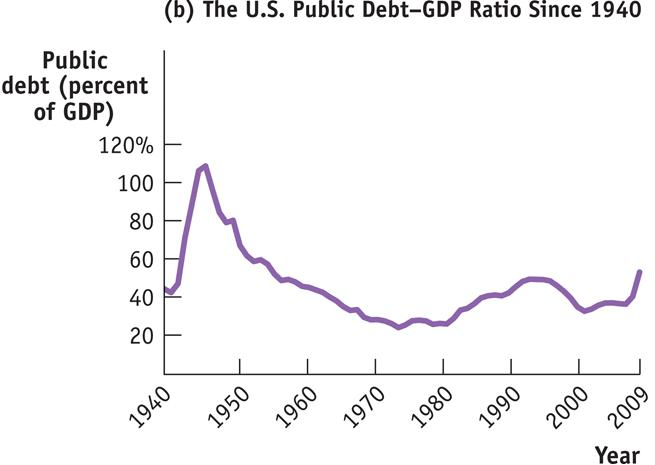 (b) The U.S. Public Debt–GDP Ratio Since 1940
Public
debt (percent
of GDP)
120%
100
80
60
40
20
1940
1950
1960
1970
1980
1990
2000
2009
Year